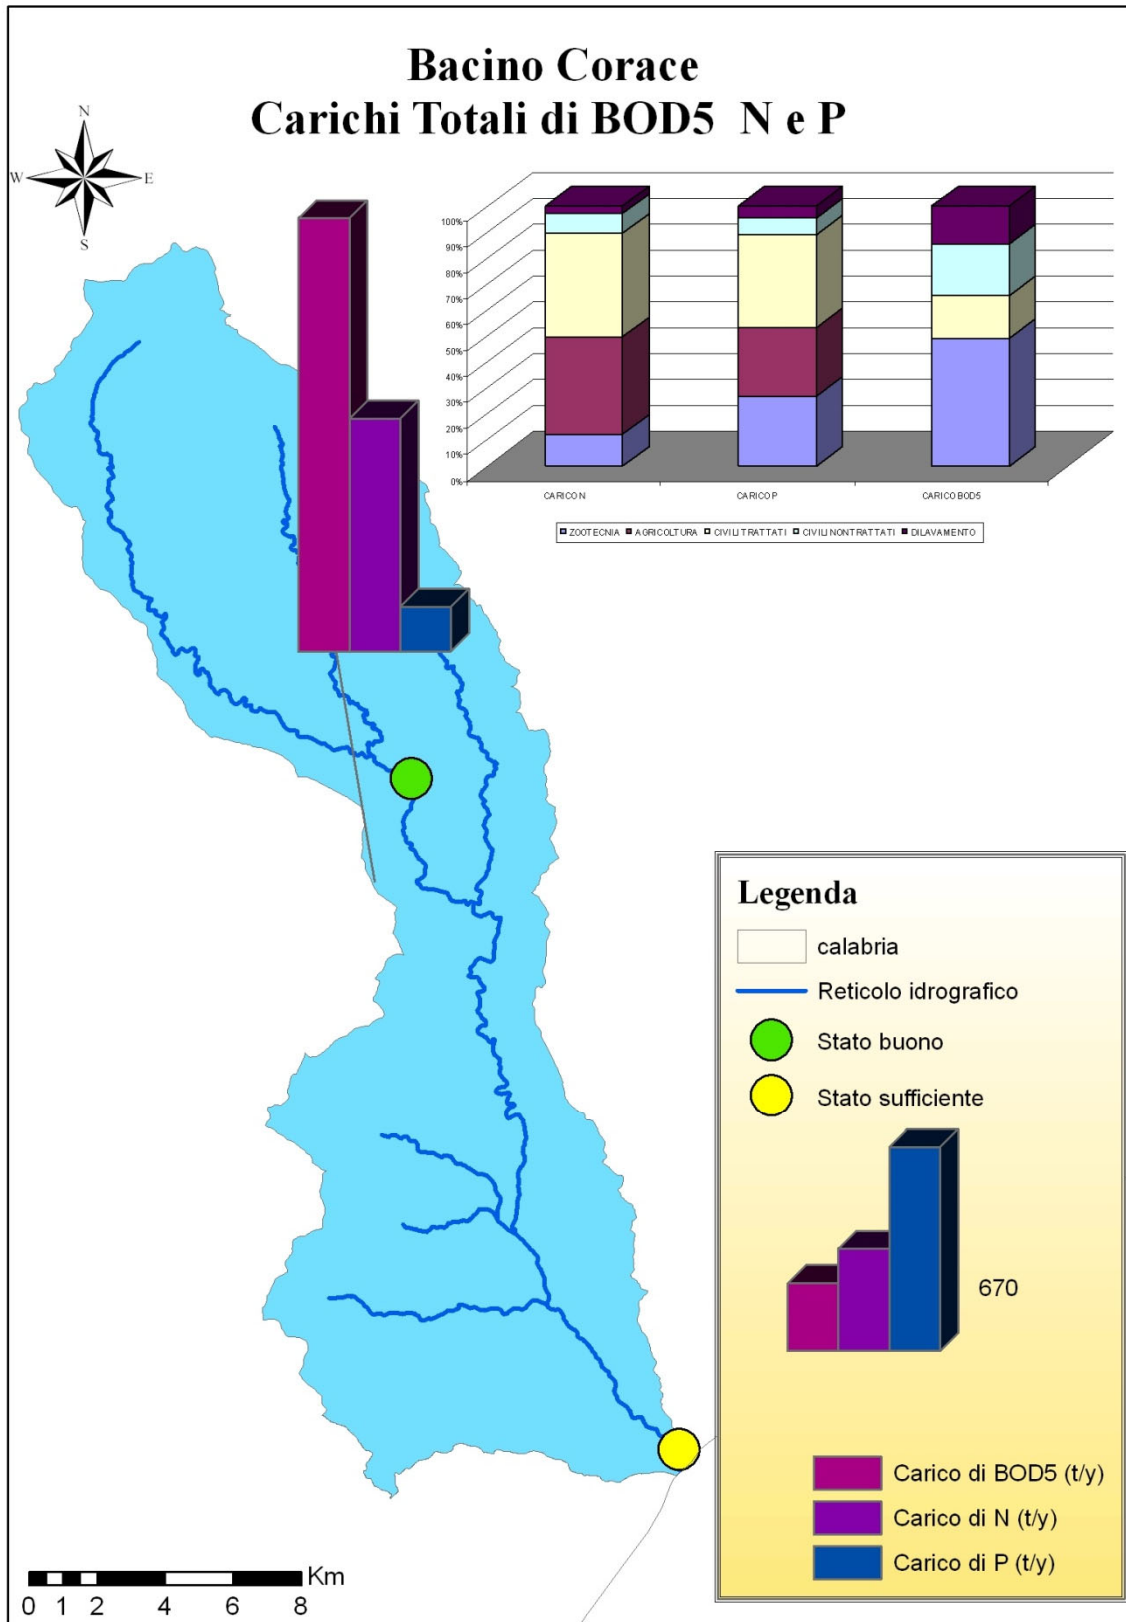 Bacino Corace
Carichi Totali di BOD5 N e P
N
W E
S
100%
90%
80%
70%
60%
50%
40%
30%
20%
10%
0%
CARICO N CARICO P CARICO BOD5
ZOOTECNIA AGRICOLTURA CIVILI TRATTATI CIVILI NON TRATTATI DILAVAMENTO
Legenda
calabria
Reticolo idrografico
Stato buono
Stato sufficiente
670
Carico di BOD5 (t/y)
Carico di N (t/y)
Carico di P (t/y)
Km
0 1 2 4 6 8